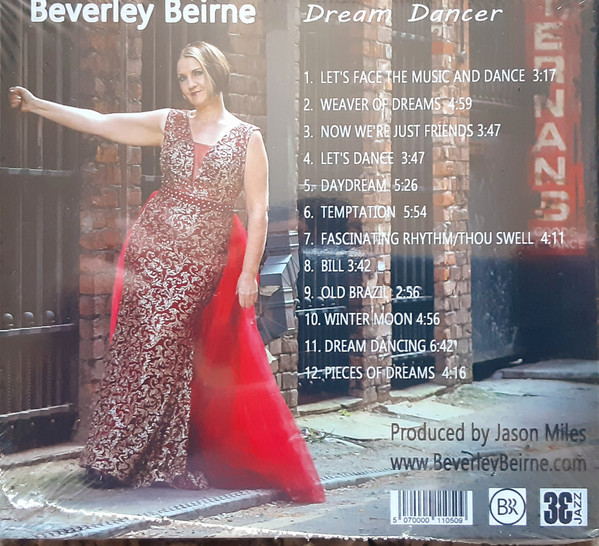 Beverley Beirne
Dream Dancer
1. LET'S FACE THE MUSIC AND DANCE 3:17
2. WEAVER OF DREAMS 4:59
3. NOW WE'RE JUST FRIENDS 3:47
4. LET'S DANCE 3:47
5. DAYDREAM 5:26
6. TEMPTATION 5:54
7. FASCINATING RHYTHM/THOU SWELL 4:11
8. BILL 3:42
9. OLD BRAZIL 2:56
10. WINTER MOON 4:56
11. DREAM DANCING 6:42
12. PIECES OF DREAMS 4:16
Produced by Jason Miles
www.BeverleyBeirne.com
5 070000 110509
JAZZ